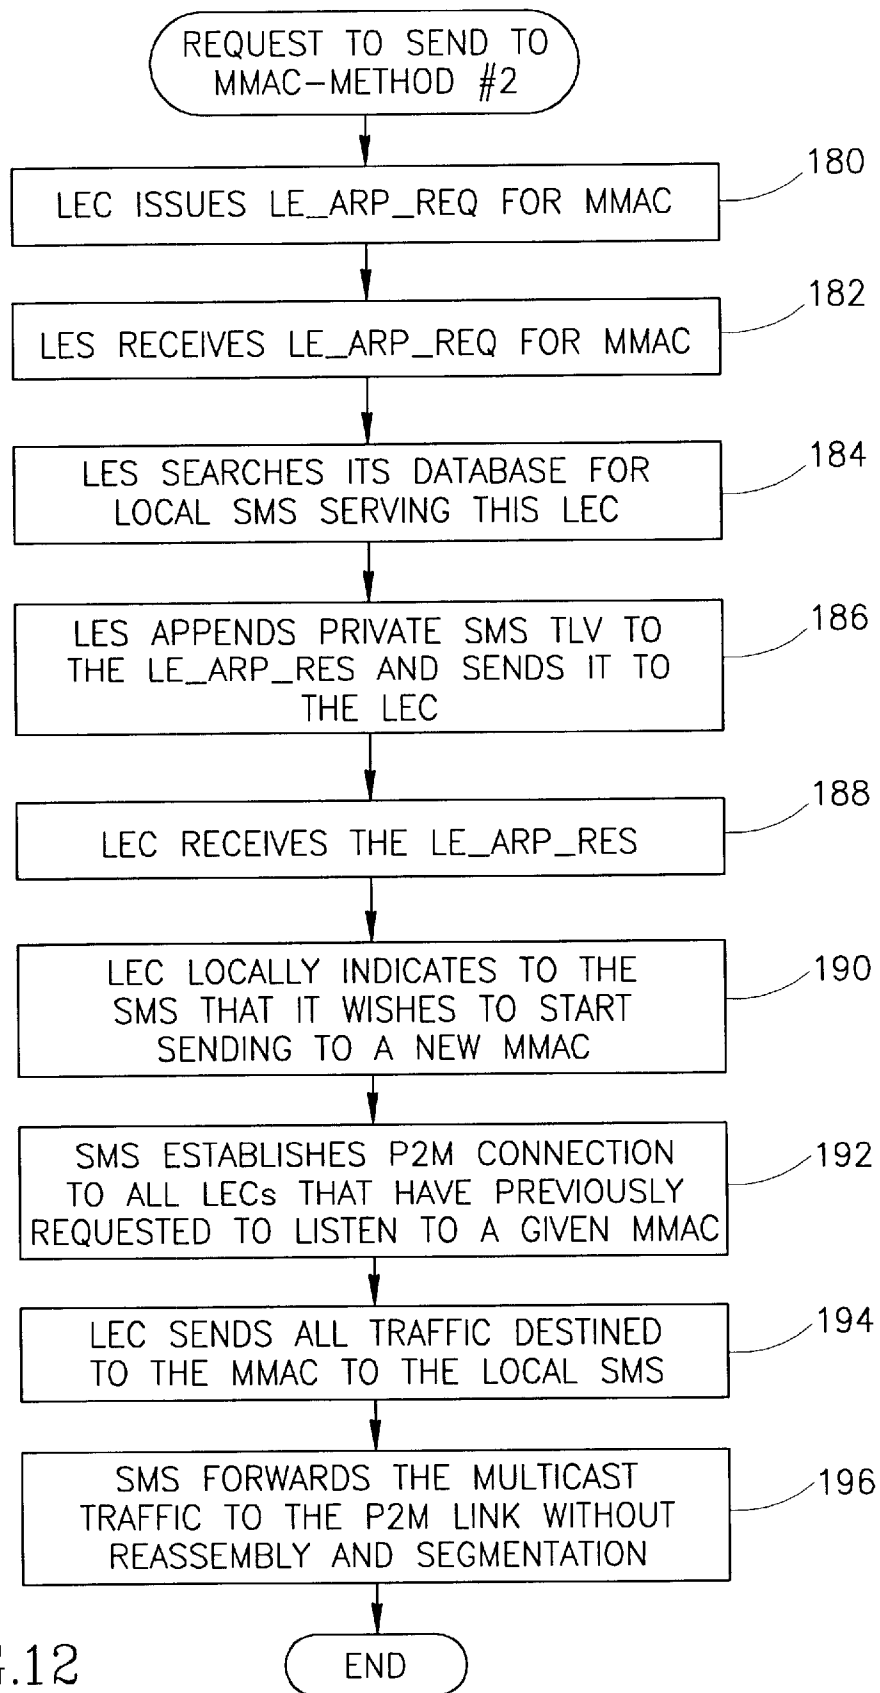 REQUEST TO SEND TO
MMAC-METHOD #2
180
LEC ISSUES LE_ARP_REQ FOR MMAC
182
LES RECEIVES LE_ARP_REQ FOR MMAC
184
LES SEARCHES ITS DATABASE FOR
LOCAL SMS SERVING THIS LEC
186
LES APPENDS PRIVATE SMS TLV TO
THE LE_ARP_RES AND SENDS IT TO
THE LEC
188
LEC RECEIVES THE LE_ARP_RES
190
LEC LOCALLY INDICATES TO THE
SMS THAT IT WISHES TO START
SENDING TO A NEW MMAC
192
SMS ESTABLISHES P2M CONNECTION
TO ALL LECs THAT HAVE PREVIOUSLY
REQUESTED TO LISTEN TO A GIVEN MMAC
194
LEC SENDS ALL TRAFFIC DESTINED
TO THE MMAC TO THE LOCAL SMS
196
SMS FORWARDS THE MULTICAST
TRAFFIC TO THE P2M LINK WITHOUT
REASSEMBLY AND SEGMENTATION
G.12
END